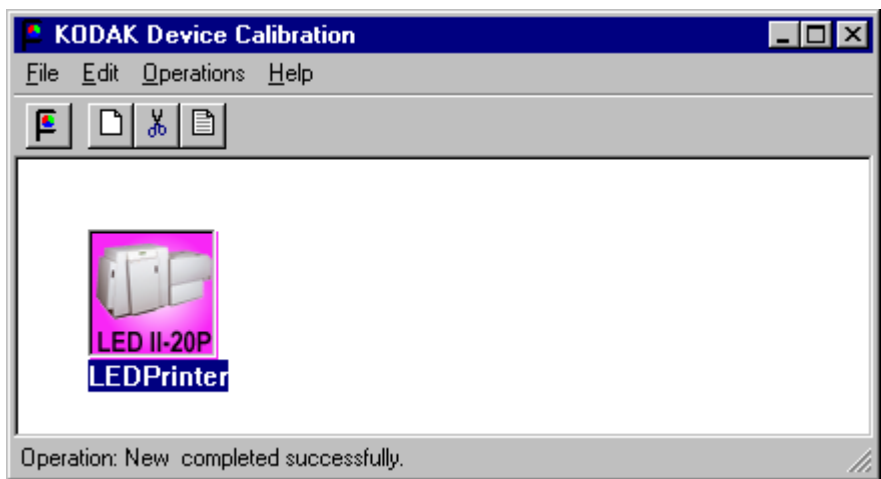 KODAK Device Calibration
File Edit Operations Help
LED II-20P
LEDPrinter
Operation: New  completed successfully.